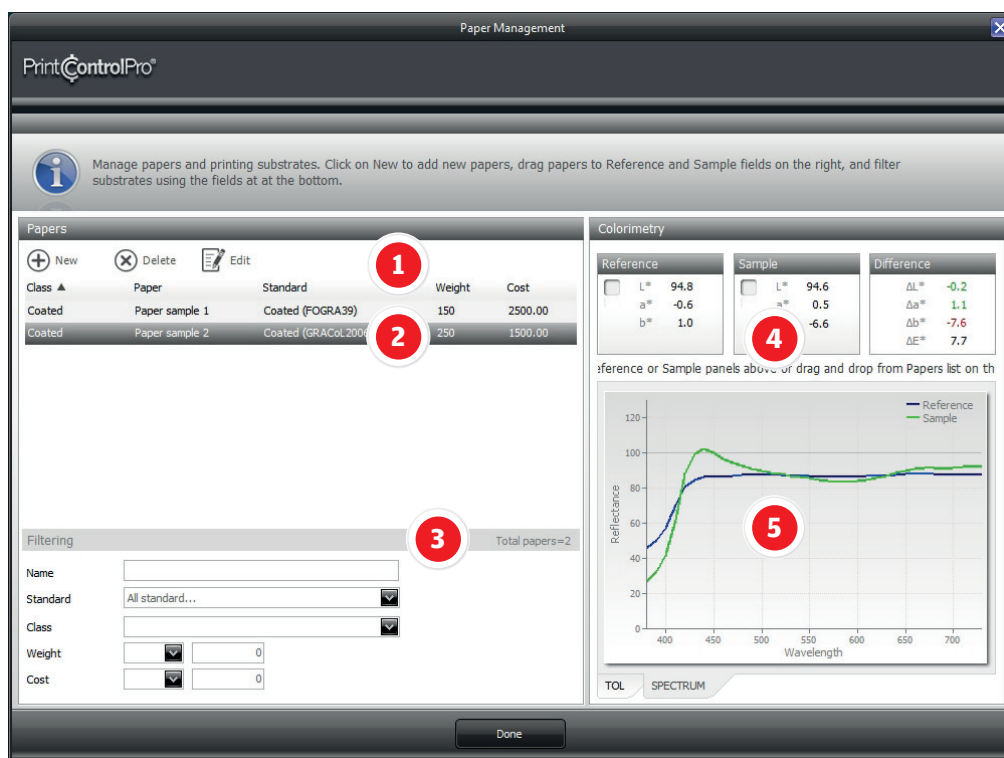 Paper Management
PrintControlPro®
Manage papers and printing substrates. Click on New to add new papers, drag papers to Reference and Sample fields on the right, and filter
substrates using the fields at at the bottom.
Papers
New Delete Edit
1
Class Paper Standard Weight Cost
Coated Paper sample 1 Coated (FOGRA39) 150 2500.00
Coated Paper sample 2 Coated (GRACoL2006 250 1500.00
2
Filtering
3
Total papers=2
Name
Standard All standard...
Class
Weight 0
Cost 0
Colorimetry
Reference
L* 94.8
a* -0.6
b* 1.0
Sample
L* 94.6
a* 0.5
-6.6
4
Difference
ΔL* -0.2
Δa* 1.1
Δb* -7.6
ΔE* 7.7
eference or Sample panels above or drag and drop from Papers list on th
Reference
Sample
Reflectance
120
100
80
60
40
20
0
5
400 450 500 550 600 650 700
Wavelength
TOL SPECTRUM
Done